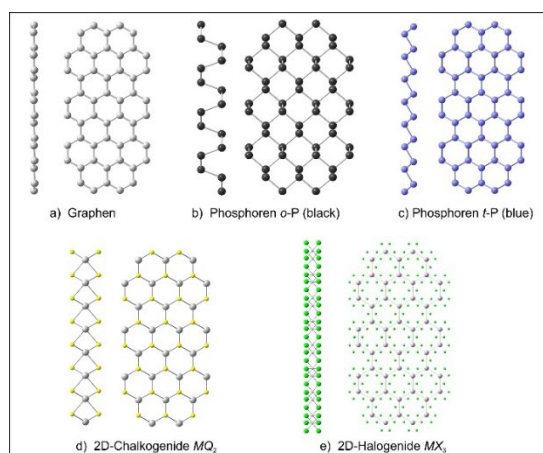 a) Graphen
b) Phosphoren o-P (black)
c) Phosphoren t-P (blue)
d) 2D-Chalkogenide MQ₂
e) 2D-Halogenide MX₃